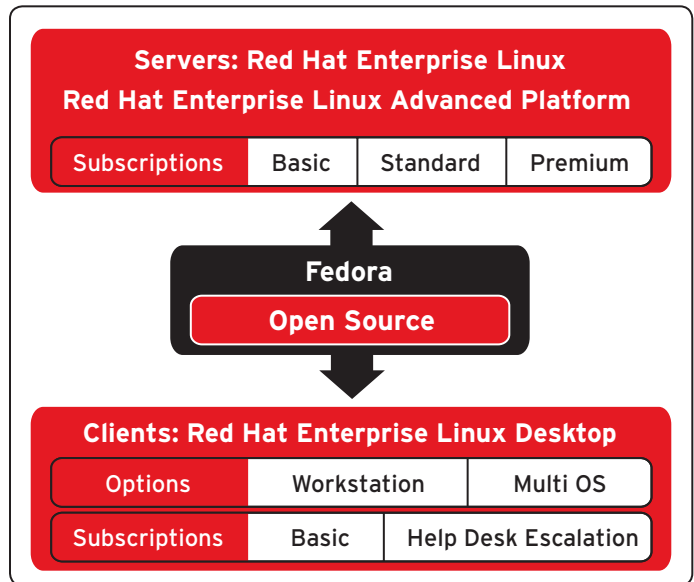 Servers: Red Hat Enterprise Linux
Red Hat Enterprise Linux Advanced Platform
Subscriptions Basic Standard Premium
Fedora
Open Source
Clients: Red Hat Enterprise Linux Desktop
Options Workstation Multi OS
Subscriptions Basic Help Desk Escalation